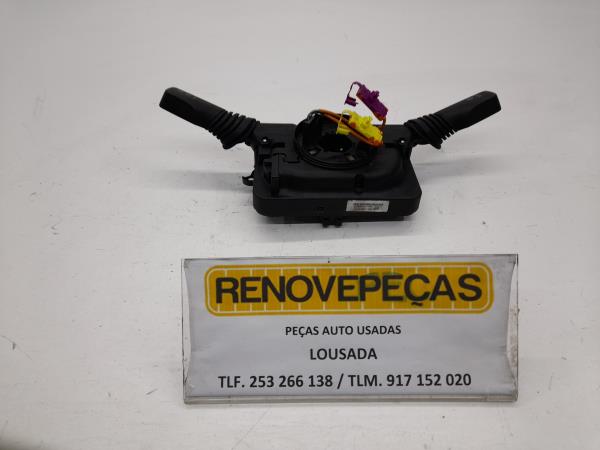 RENOVEPEÇAS
PEÇAS AUTO USADAS
LOUSADA
TLF. 253 266 138 / TLM. 917 152 020